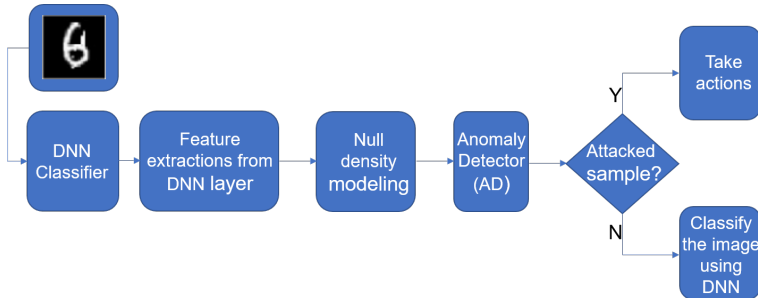 DNN
Classifier
Feature
extractions from
DNN layer
Null
density
modeling
Anomaly
Detector
(AD)
Attacked
sample?
Y
Take
actions
N
Classify
the image
using
DNN